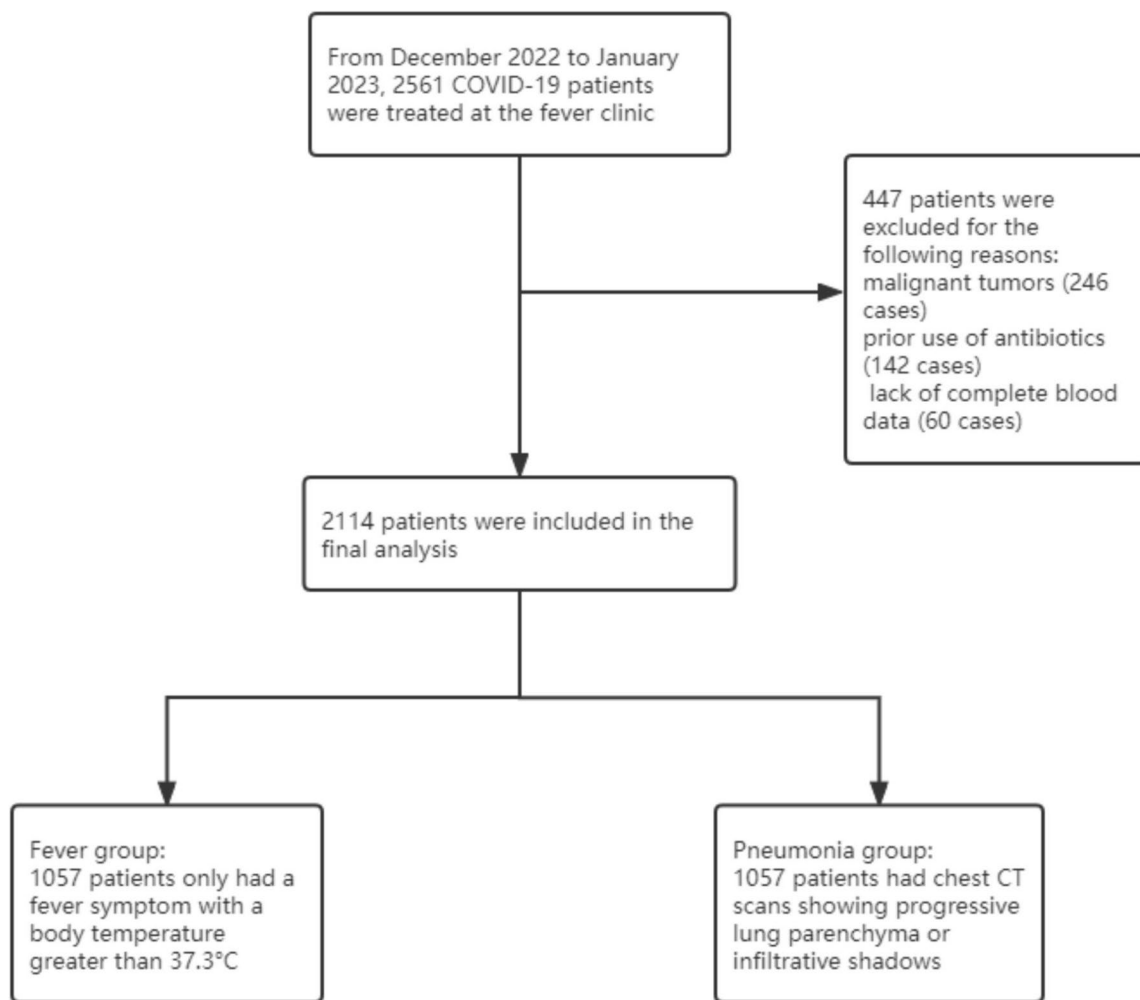 From December 2022 to January
2023, 2561 COVID-19 patients
were treated at the fever clinic
447 patients were
excluded for the
following reasons:
malignant tumors (246
cases)
prior use of antibiotics
(142 cases)
lack of complete blood
data (60 cases)
2114 patients were included in the
final analysis
Fever group:
1057 patients only had a
fever symptom with a
body temperature
greater than 37.3°C
Pneumonia group:
1057 patients had chest CT
scans showing progressive
lung parenchyma or
infiltrative shadows